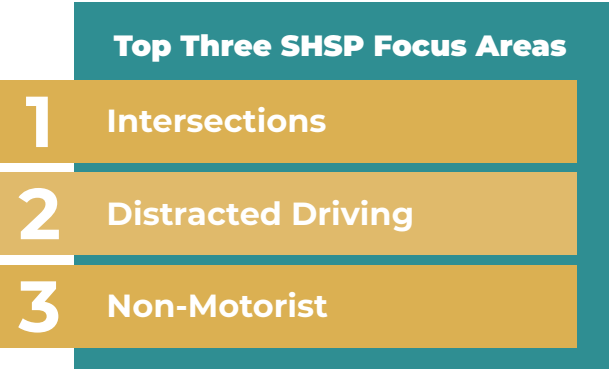 Top Three SHSP Focus Areas
1 Intersections
2 Distracted Driving
3 Non-Motorist